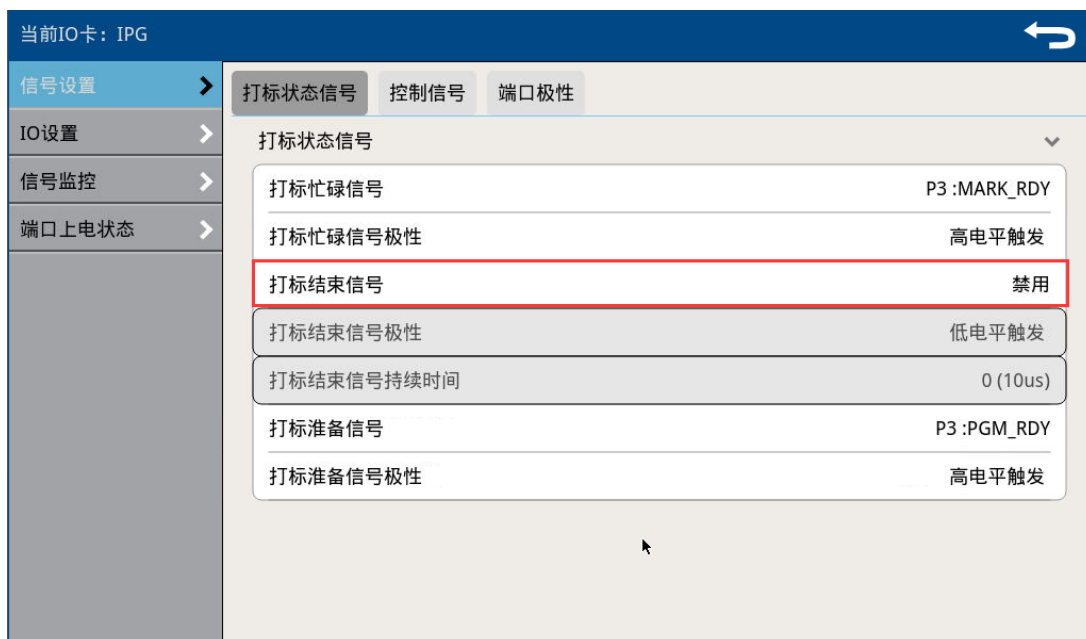 当前IO卡：IPG
信号设置
IO设置
信号监控
端口上电状态
打标状态信号 控制信号 端口极性
打标状态信号
打标忙碌信号 P3 :MARK_RDY
打标忙碌信号极性 高电平触发
打标结束信号 禁用
打标结束信号极性 低电平触发
打标结束信号持续时间 0 (10us)
打标淮备信号 P3 :PGM_RDY
打标淮备信号极性 高电平触发